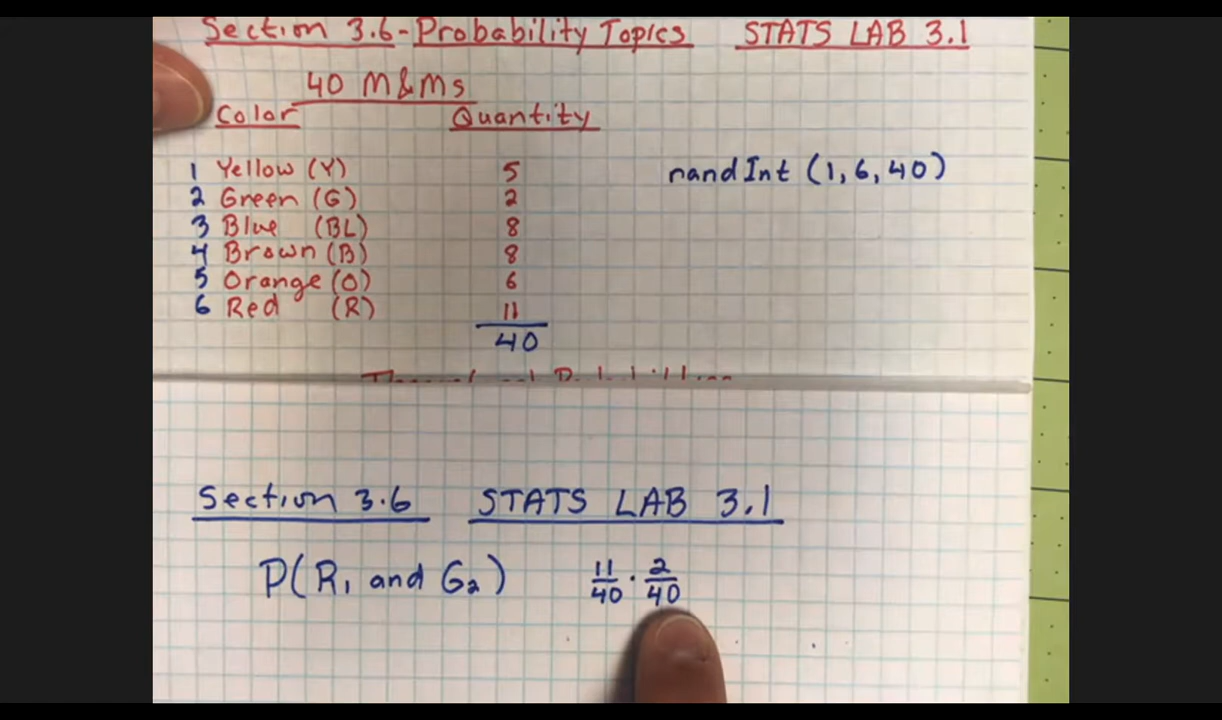 Section 3.6-Probability Topics STATS LAB 3.1
40 M&Ms
Color Quantity
1 Yellow (Y) 5
2 Green (G) 2
3 Blue (BL) 8
4 Brown (B) 8
5 Orange (O) 6
6 Red (R) 11
40
randInt (1, 6, 40)
Section 3.6 STATS LAB 3.1
P(R₁ and G₂) 11/40 · 2/40